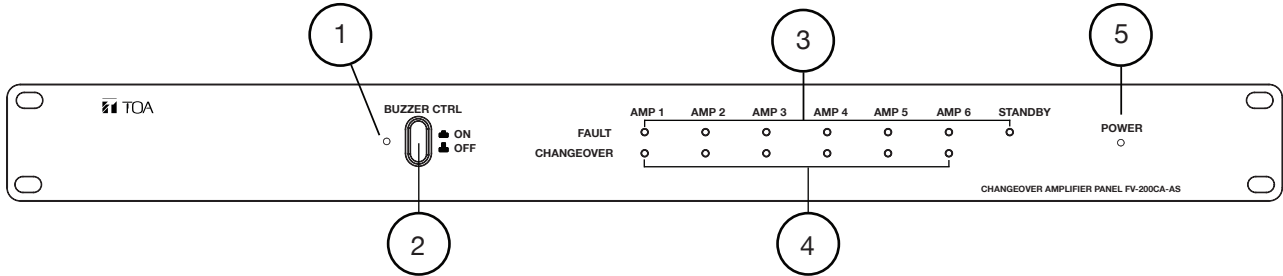 1
3
5
TOA
BUZZER CTRL
ON
OFF
AMP 1 AMP 2 AMP 3 AMP 4 AMP 5 AMP 6 STANDBY
FAULT
CHANGEOVER
POWER
CHANGEOVER AMPLIFIER PANEL FV-200CA-AS
2
4